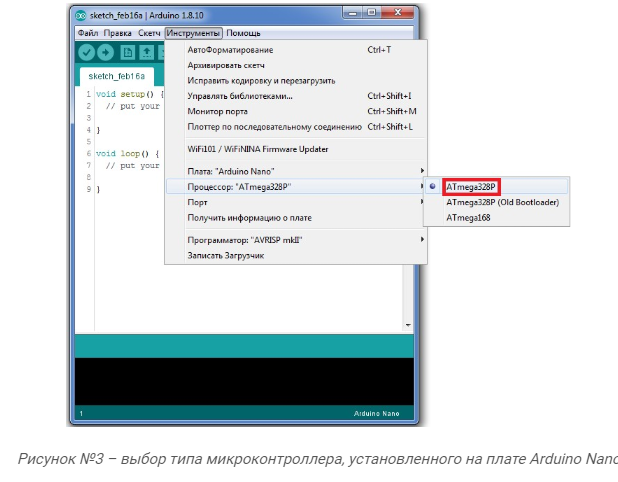 sketch_feb16a | Arduino 1.8.10
Файл Правка Скетч Инструменты Помощь
АвтоФорматирование Ctrl+T
Архивировать скетч
Исправить кодировку и перезагрузить
Управлять библиотеками... Ctrl+Shift+I
Монитор порта Ctrl+Shift+M
Плоттер по последовательному соединению Ctrl+Shift+L
WiFi101 / WiFiNINA Firmware Updater
Плата: "Arduino Nano"
Процессор: "ATmega328P"
Порт
Получить информацию о плате
Программатор: "AVRISP mkII"
Записать Загрузчик
ATmega328P
ATmega328P (Old Bootloader)
ATmega168
sketch_feb16a
1 void setup() {
2 // put your
3
4 }
5
6 void loop() {
7 // put your
8
9 }
1 Arduino Nano
Рисунок №3 – выбор типа микроконтроллера, установленного на плате Arduino Nano